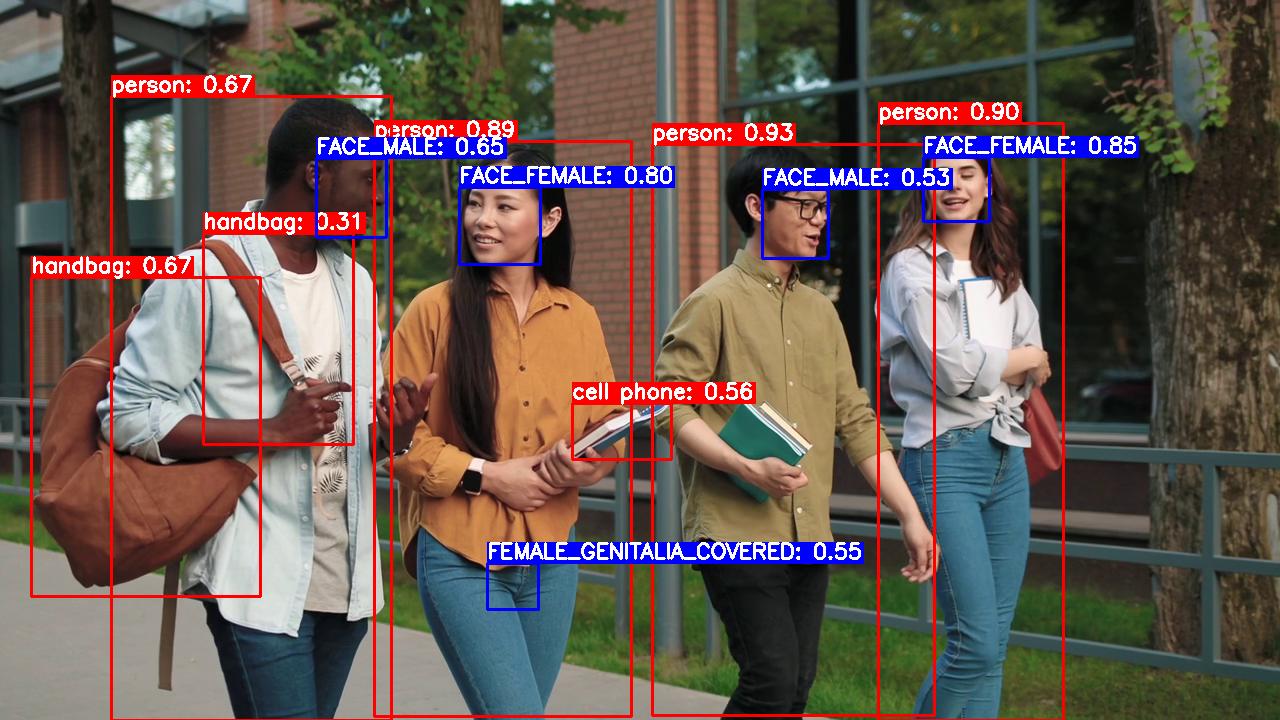 person: 0.67
person: 0.89
FACE_MALE: 0.65
person: 0.93
person: 0.90
FACE_FEMALE: 0.85
FACE_FEMALE: 0.80
FACE_MALE: 0.53
handbag: 0.31
handbag: 0.67
cell phone: 0.56
FEMALE_GENITALIA_COVERED: 0.55